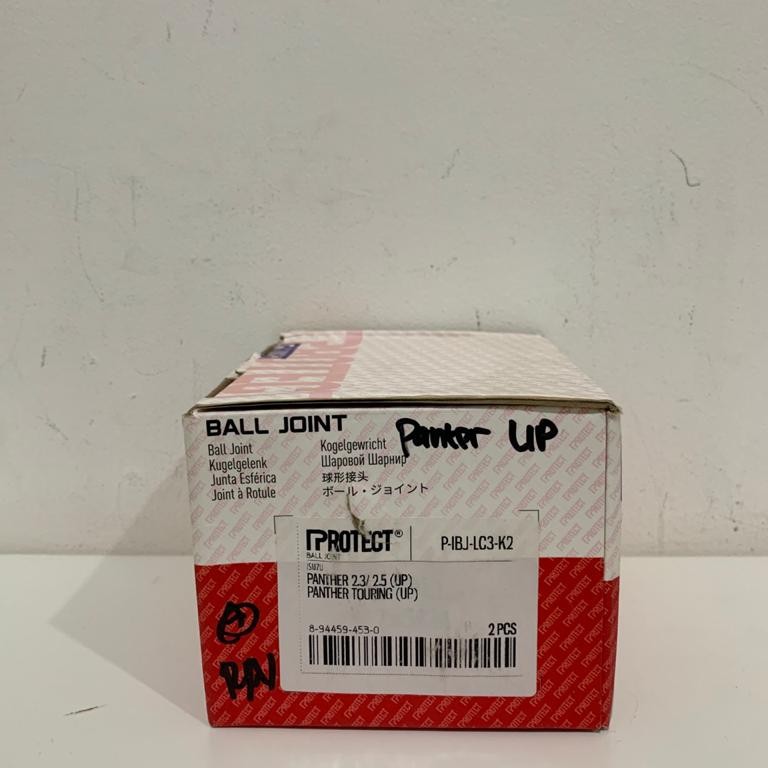 BALL JOINT
Panter UP
Ball Joint
Kugelgelenk
Junta Esférica
Joint à Rotule
Kogelgewricht
Шаровой Шарнир
球形接头
ボール・ジョイント
PROTECT®
BALL JOINT
P-IBJ-LC3-K2
ISUZU
PANTHER 2.3/ 2.5 (UP)
PANTHER TOURING (UP)
8-94459-453-0
2 PCS